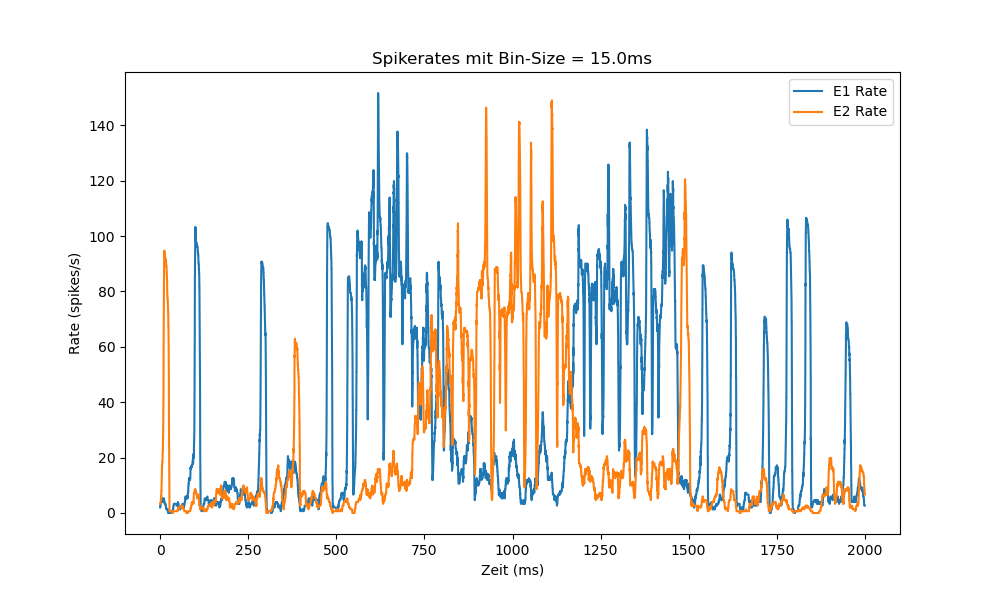 Spikerates mit Bin-Size = 15.0ms
E1 Rate
E2 Rate
Rate (spikes/s)
140
120
100
80
60
40
20
0
0 250 500 750 1000 1250 1500 1750 2000
Zeit (ms)